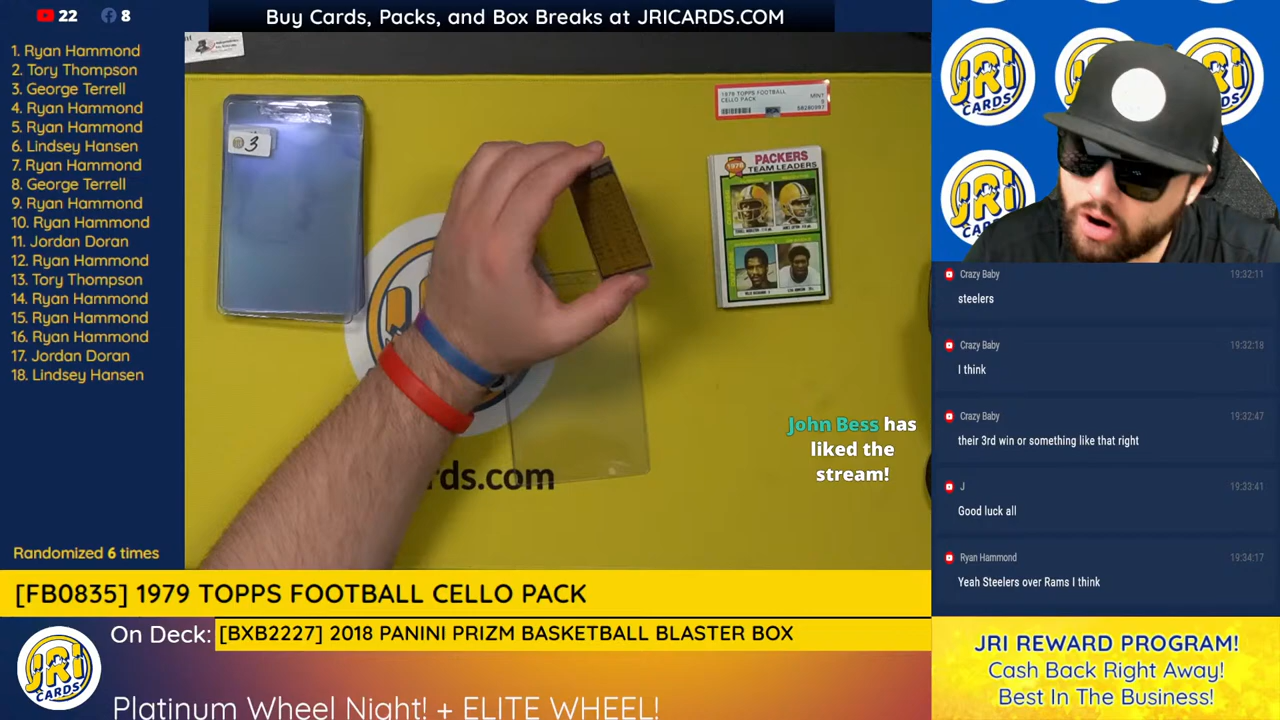 22 8
Buy Cards, Packs, and Box Breaks at JRICARDS.COM
1. Ryan Hammond
2. Tory Thompson
3. George Terrell
4. Ryan Hammond
5. Ryan Hammond
6. Lindsey Hansen
7. Ryan Hammond
8. George Terrell
9. Ryan Hammond
10. Ryan Hammond
11. Jordan Doran
12. Ryan Hammond
13. Tory Thompson
14. Ryan Hammond
15. Ryan Hammond
16. Ryan Hammond
17. Jordan Doran
18. Lindsey Hansen
Randomized 6 times
3
1979 TOPPS FOOTBALL
CELLO PACK
MINT
9
PACKERS
1978 TEAM LEADERS
rds.com
John Bess has
liked the
stream!
JRI
CARDS
JRI
CARDS
Crazy Baby 19:32:11
steelers
Crazy Baby 19:32:18
I think
Crazy Baby 19:32:47
their 3rd win or something like that right
J 19:33:41
Good luck all
Ryan Hammond 19:34:17
Yeah Steelers over Rams I think
[FB0835] 1979 TOPPS FOOTBALL CELLO PACK
JRI
CARDS
On Deck: [BXB2227] 2018 PANINI PRIZM BASKETBALL BLASTER BOX
Platinum Wheel Night! + ELITE WHEEL!
JRI REWARD PROGRAM!
Cash Back Right Away!
Best In The Business!